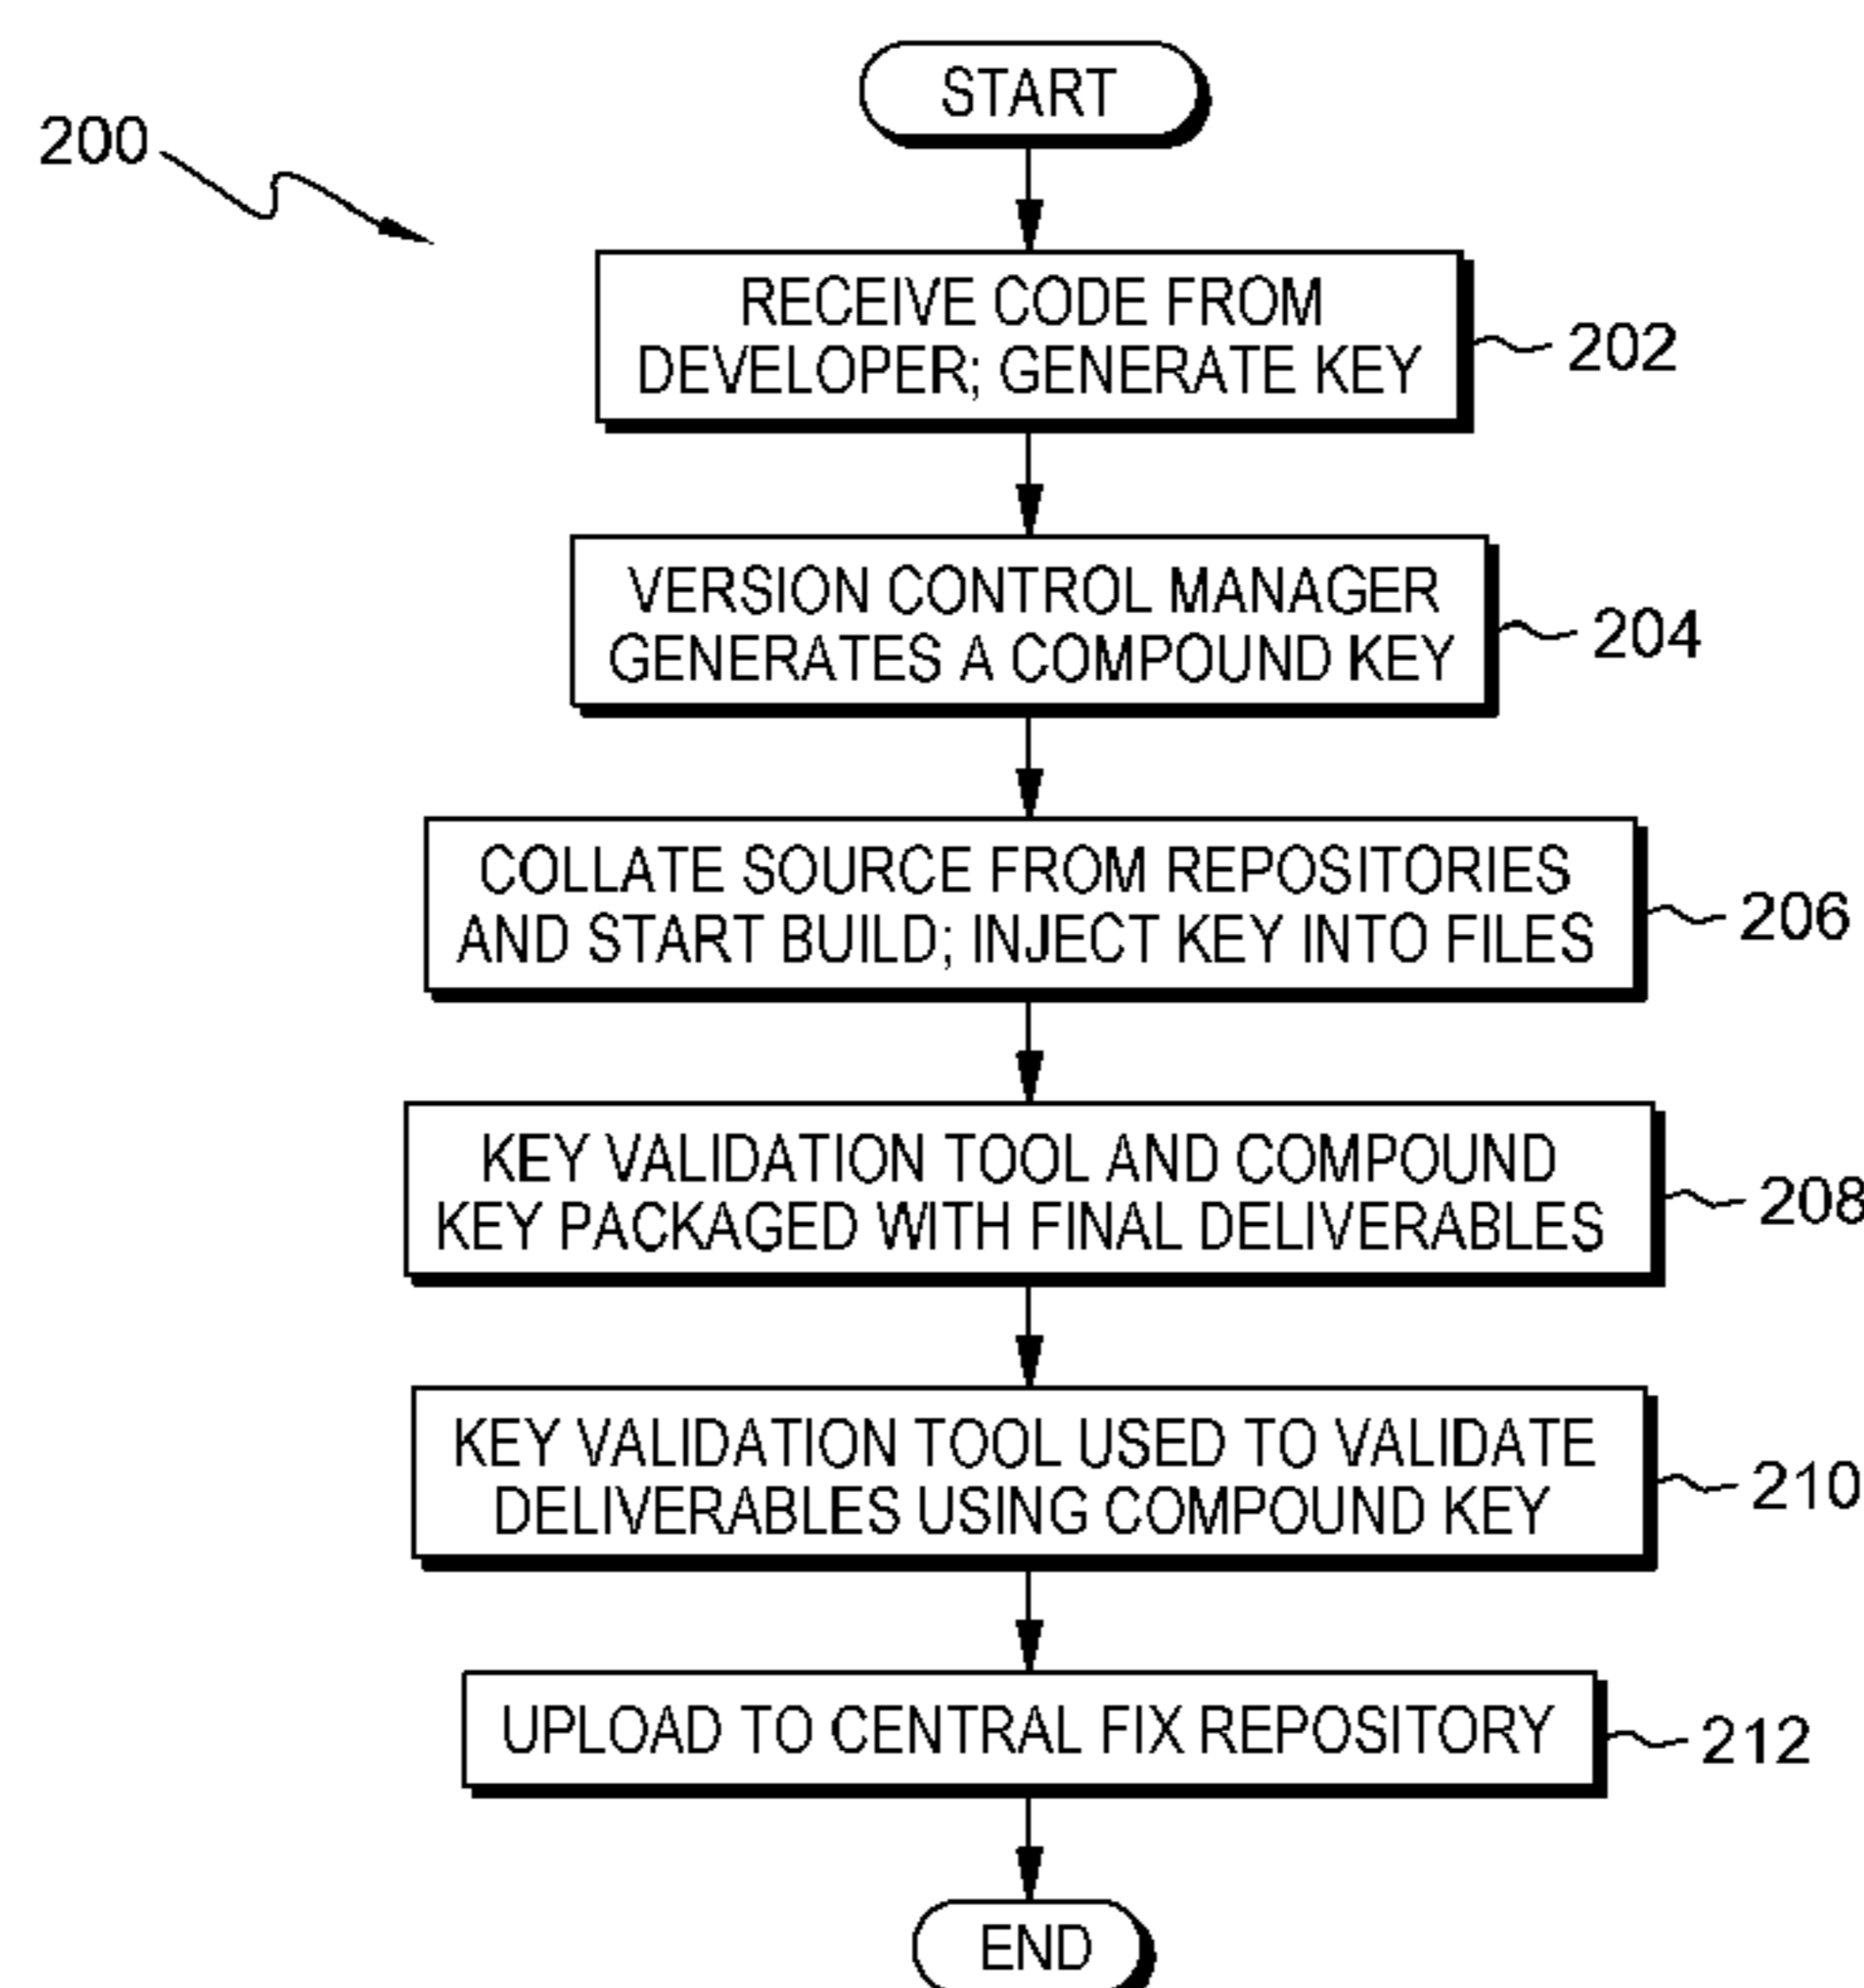 START
200
RECEIVE CODE FROM
DEVELOPER; GENERATE KEY
202
VERSION CONTROL MANAGER
GENERATES A COMPOUND KEY
204
COLLATE SOURCE FROM REPOSITORIES
AND START BUILD; INJECT KEY INTO FILES
206
KEY VALIDATION TOOL AND COMPOUND
KEY PACKAGED WITH FINAL DELIVERABLES
208
KEY VALIDATION TOOL USED TO VALIDATE
DELIVERABLES USING COMPOUND KEY
210
UPLOAD TO CENTRAL FIX REPOSITORY
212
END